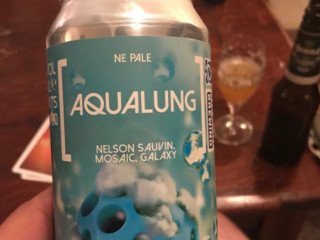 NE PALE
AQUALUNG
NELSON SAUVIN,
MOSAIC, GALAXY